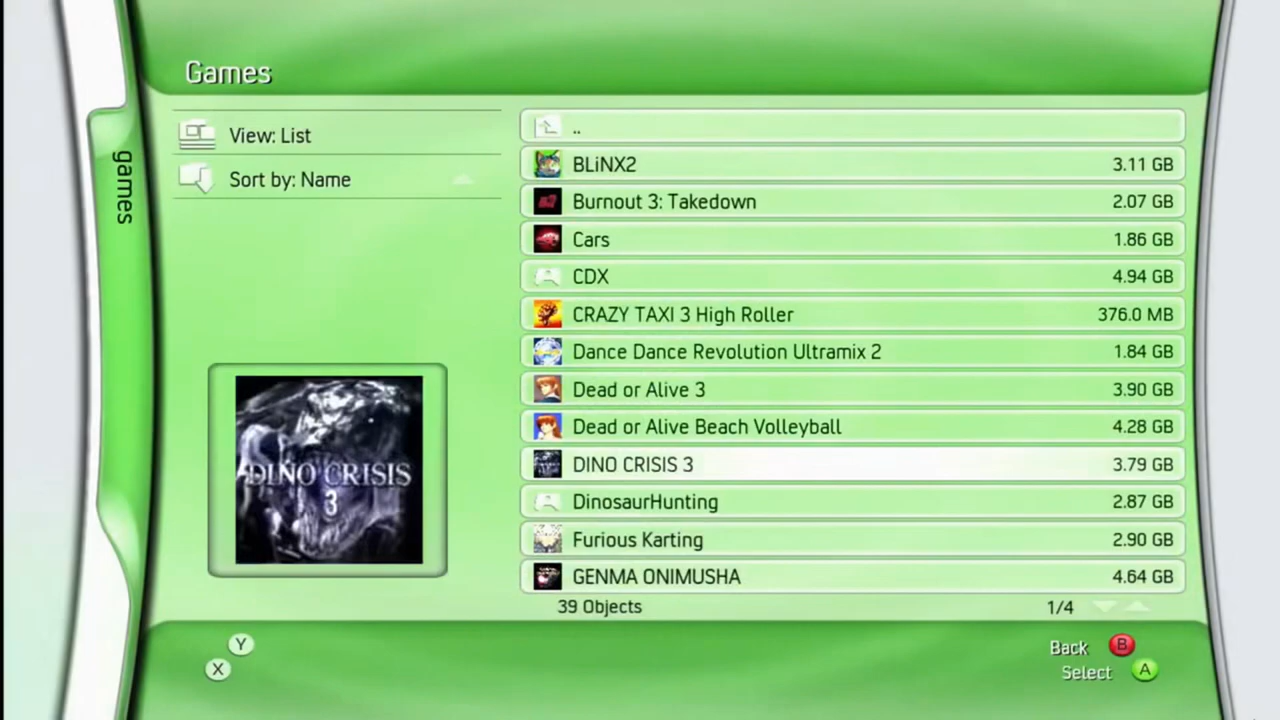 Games
games
View: List
Sort by: Name
DINO CRISIS
3
..
BLiNX2 3.11 GB
Burnout 3: Takedown 2.07 GB
Cars 1.86 GB
CDX 4.94 GB
CRAZY TAXI 3 High Roller 376.0 MB
Dance Dance Revolution Ultramix 2 1.84 GB
Dead or Alive 3 3.90 GB
Dead or Alive Beach Volleyball 4.28 GB
DINO CRISIS 3 3.79 GB
DinosaurHunting 2.87 GB
Furious Karting 2.90 GB
GENMA ONIMUSHA 4.64 GB
39 Objects 1/4
Y
X
Back B
Select A